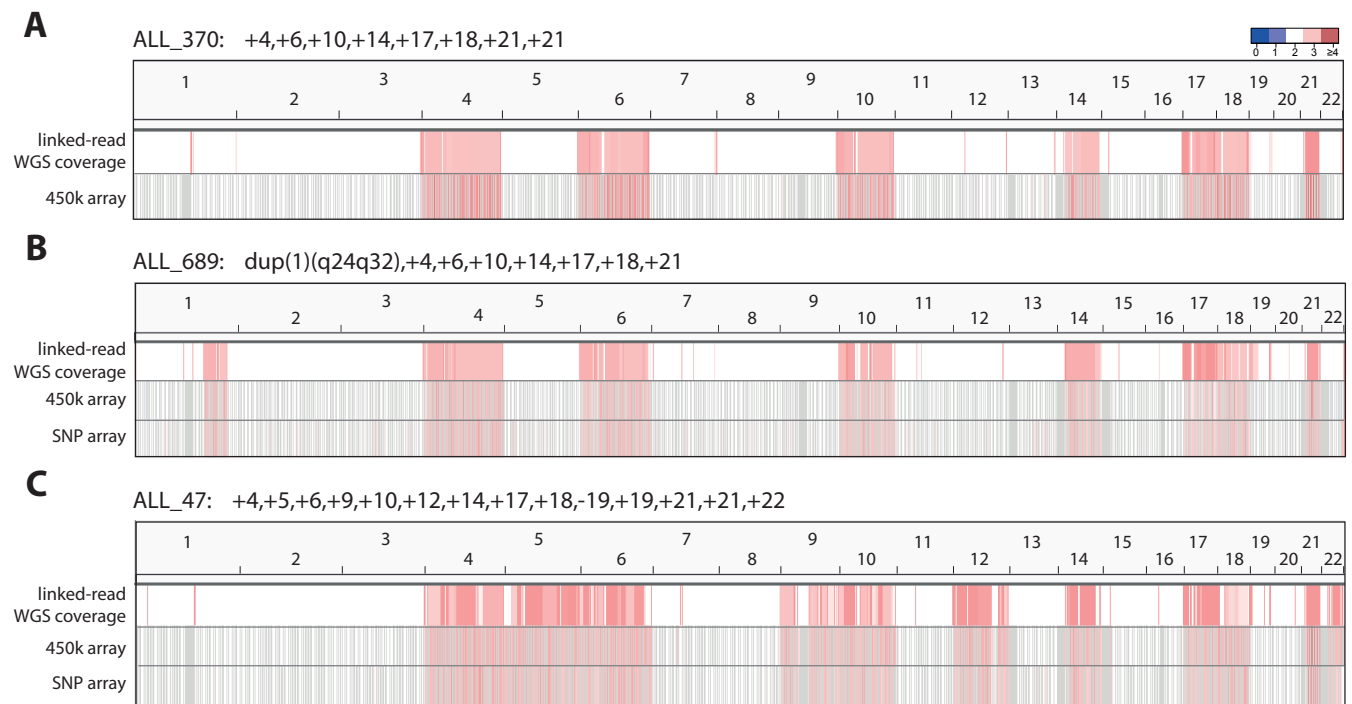 A
ALL_370: +4,+6,+10,+14,+17,+18,+21,+21
0 1 2 3 ≥4
1 3 5 7 9 11 13 15 17 19 21
2 4 6 8 10 12 14 16 18 20 22
linked-read
WGS coverage
450k array
B
ALL_689: dup(1)(q24q32),+4,+6,+10,+14,+17,+18,+21
1 3 5 7 9 11 13 15 17 19 21
2 4 6 8 10 12 14 16 18 20 22
linked-read
WGS coverage
450k array
SNP array
C
ALL_47: +4,+5,+6,+9,+10,+12,+14,+17,+18,-19,+19,+21,+21,+22
1 3 5 7 9 11 13 15 17 19 21
2 4 6 8 10 12 14 16 18 20 22
linked-read
WGS coverage
450k array
SNP array